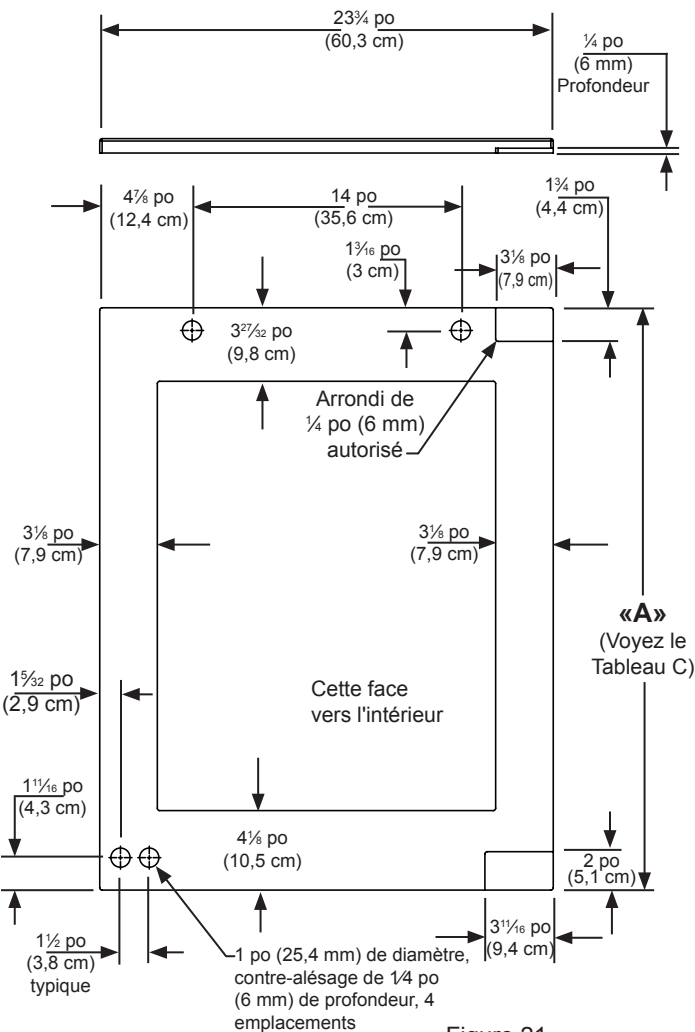 23¾ po
(60,3 cm)
¼ po
(6 mm)
Profondeur
4⅞ po
(12,4 cm)
14 po
(35,6 cm)
1¾ po
(4,4 cm)
1³⁄₁₆ po
(3 cm)
3⅛ po
(7,9 cm)
3²⁷⁄₃₂ po
(9,8 cm)
Arrondi de
¼ po (6 mm)
autorisé
3⅛ po
(7,9 cm)
3⅛ po
(7,9 cm)
«A»
(Voyez le
Tableau C)
1⁵⁄₃₂ po
(2,9 cm)
Cette face
vers l'intérieur
1¹¹⁄₁₆ po
(4,3 cm)
4⅛ po
(10,5 cm)
2 po
(5,1 cm)
1½ po
(3,8 cm)
typique
3¹¹⁄₁₆ po
(9,4 cm)
1 po (25,4 mm) de diamètre,
contre-alésage de 1⁄4 po
(6 mm) de profondeur, 4
emplacements